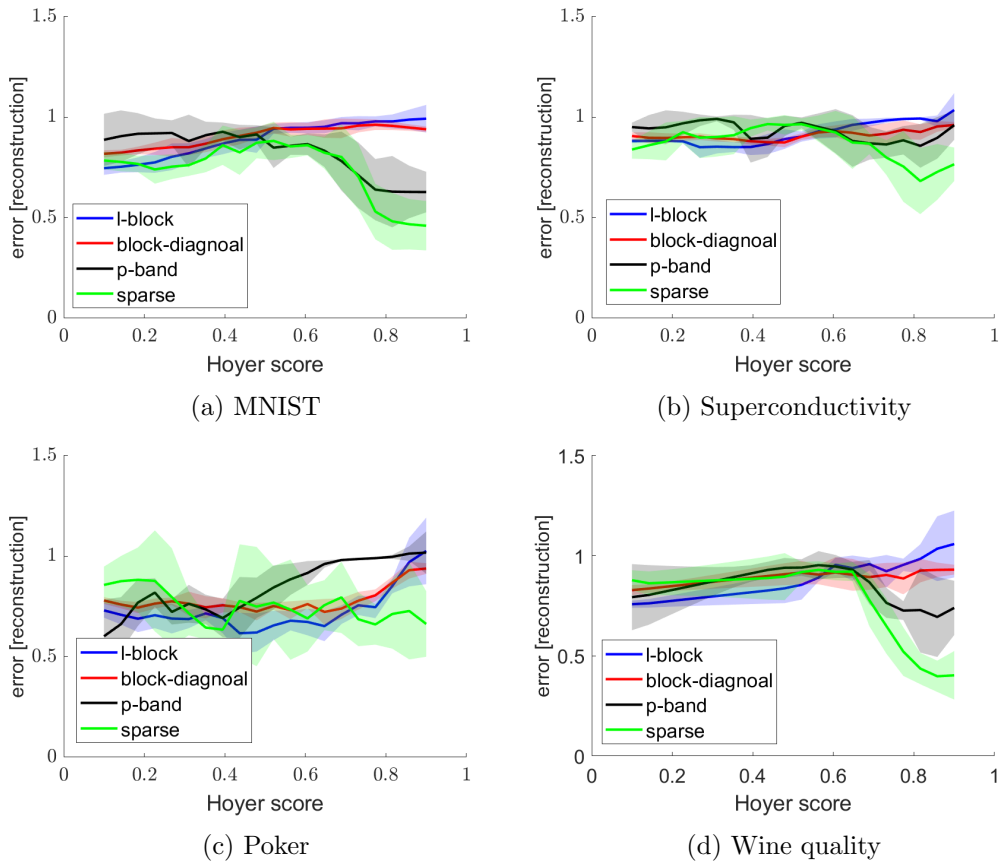 1.5
1
0.5
0
error [reconstruction]
l-block
block-diagnoal
p-band
sparse
0 0.2 0.4 0.6 0.8 1
Hoyer score
(a) MNIST
1.5
1
0.5
0
error [reconstruction]
l-block
block-diagnoal
p-band
sparse
0 0.2 0.4 0.6 0.8 1
Hoyer score
(b) Superconductivity
1.5
1
0.5
0
error [reconstruction]
l-block
block-diagnoal
p-band
sparse
0 0.2 0.4 0.6 0.8 1
Hoyer score
(c) Poker
1.5
1
0.5
0
error [reconstruction]
l-block
block-diagnoal
p-band
sparse
0 0.2 0.4 0.6 0.8 1
Hoyer score
(d) Wine quality